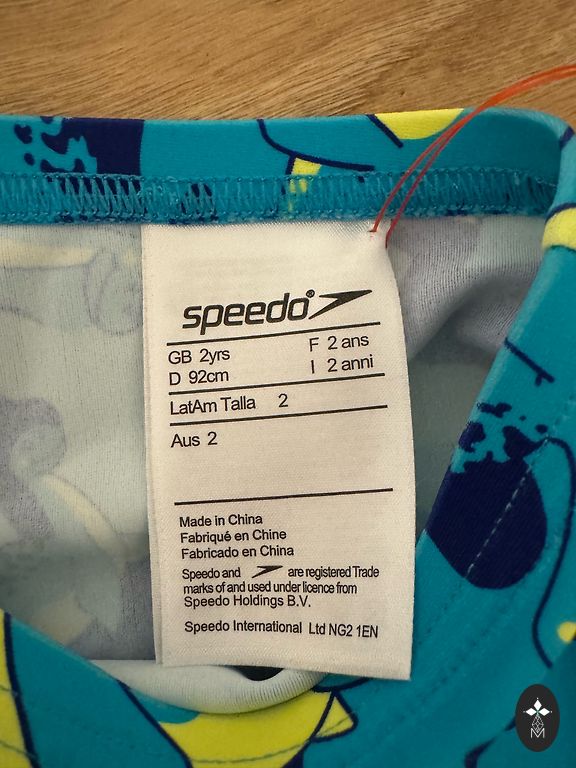 speedo®
GB 2yrs F 2 ans
D 92cm I 2 anni
LatAm Talla 2
Aus 2
Made in China
Fabriqué en Chine
Fabricado en China
Speedo and are registered Trade
marks of and used under licence from
Speedo Holdings B.V.
Speedo International Ltd NG2 1EN
M